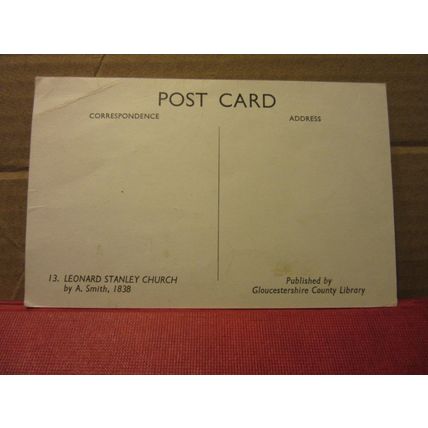 POST CARD
CORRESPONDENCE
ADDRESS
13. LEONARD STANLEY CHURCH
by A. Smith, 1838
Published by
Gloucestershire County Library